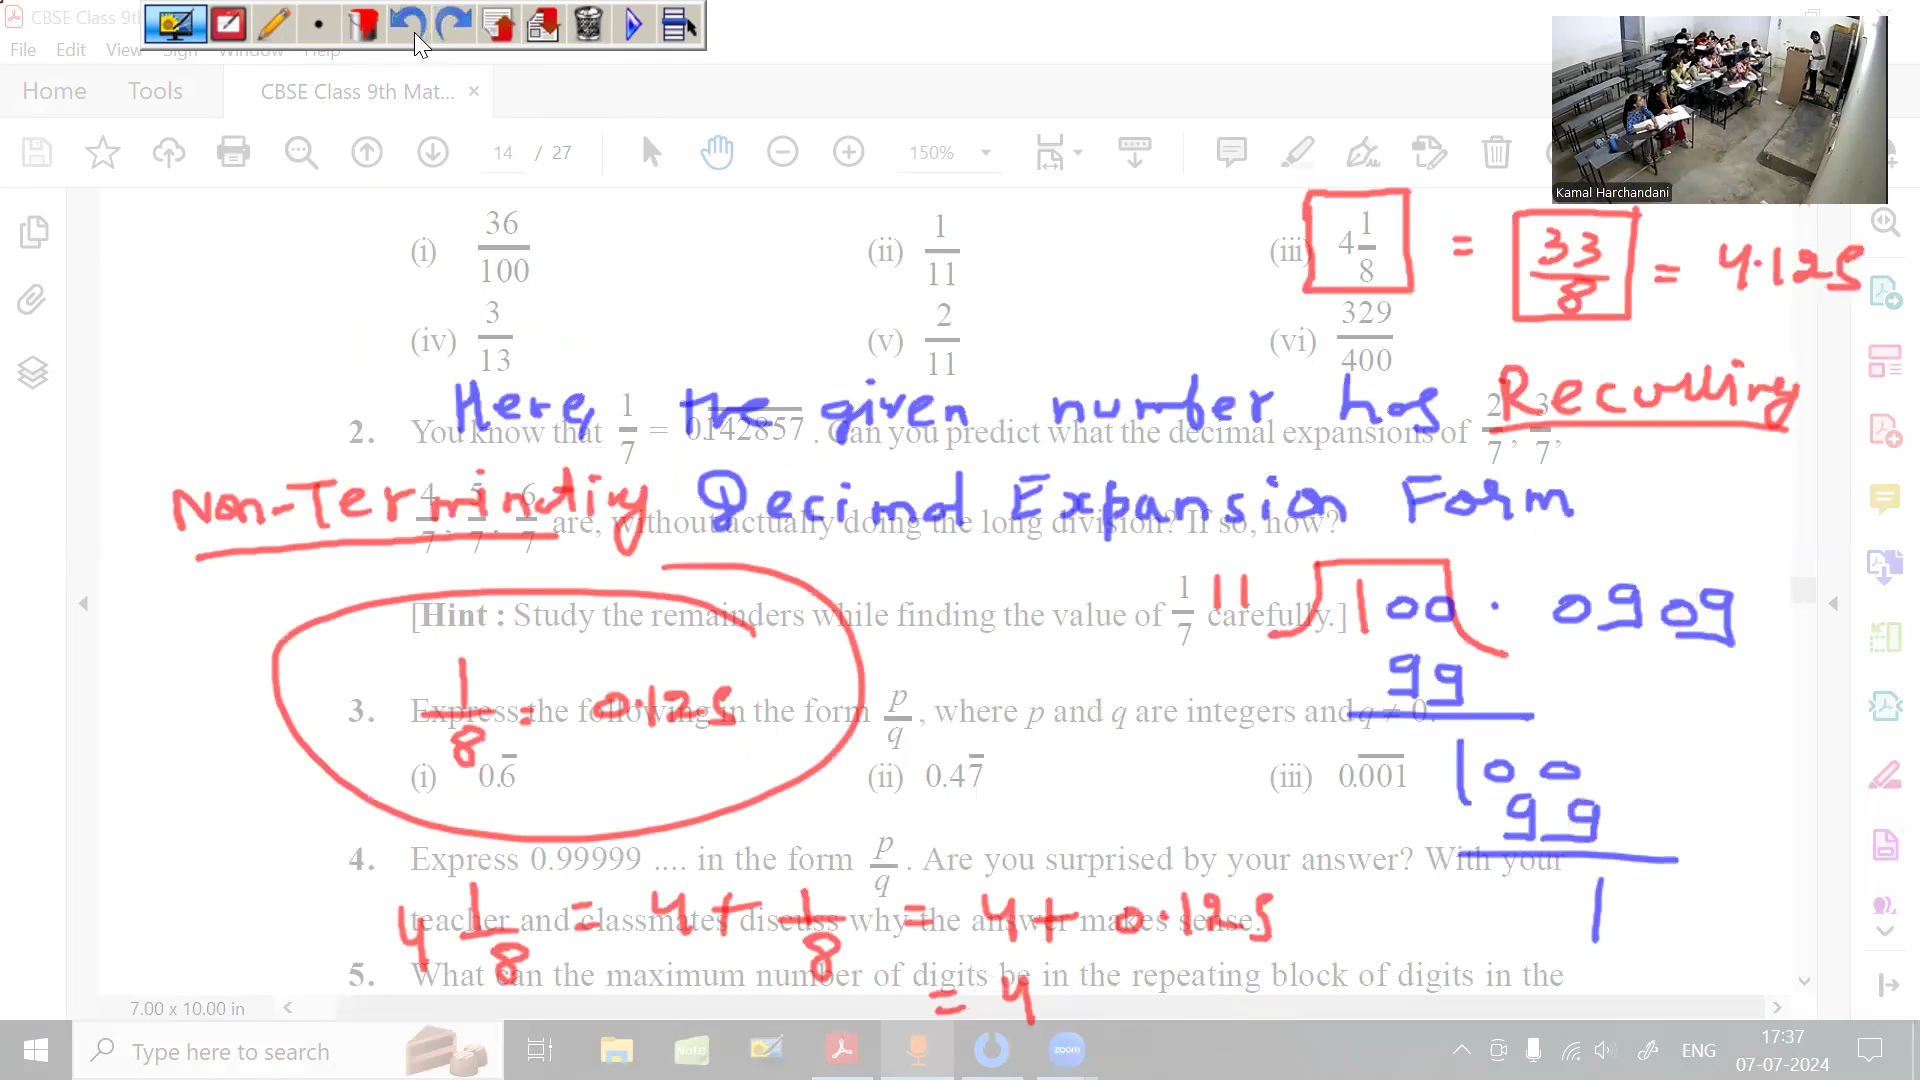 CBSE Class 9th
File Edit View Sign Window Help
Home Tools CBSE Class 9th Mat... ×
14 / 27 150%
Kamal Harchandani
(i) 36/100 (ii) 1/11 (iii) 4 1/8 = 33/8 = 4.125
(iv) 3/13 (v) 2/11 (vi) 329/400
Here, the given number has Recurring
2. You know that 1/7 = 0.142857. Can you predict what the decimal expansions of 2/7, 3/7,
Non-Terminating Decimal Expansion Form
4/7, 5/7, 6/7 are, without actually doing the long division? If so, how?
[Hint : Study the remainders while finding the value of 1/7 carefully.]
11 100 . 0909
99
100
99
1
1/8 = 0.125
3. Express the following in the form p/q, where p and q are integers and q ≠ 0.
(i) 0.6̅ (ii) 0.47̅ (iii) 0.0̅0̅1̅
4. Express 0.99999 .... in the form p/q. Are you surprised by your answer? With your
teacher and classmates discuss why the answer makes sense.
4 1/8 = 4 + 1/8 = 4 + 0.125
= 4
5. What can the maximum number of digits be in the repeating block of digits in the
7.00 x 10.00 in
Type here to search
Note
zoom
ENG
17:37
07-07-2024